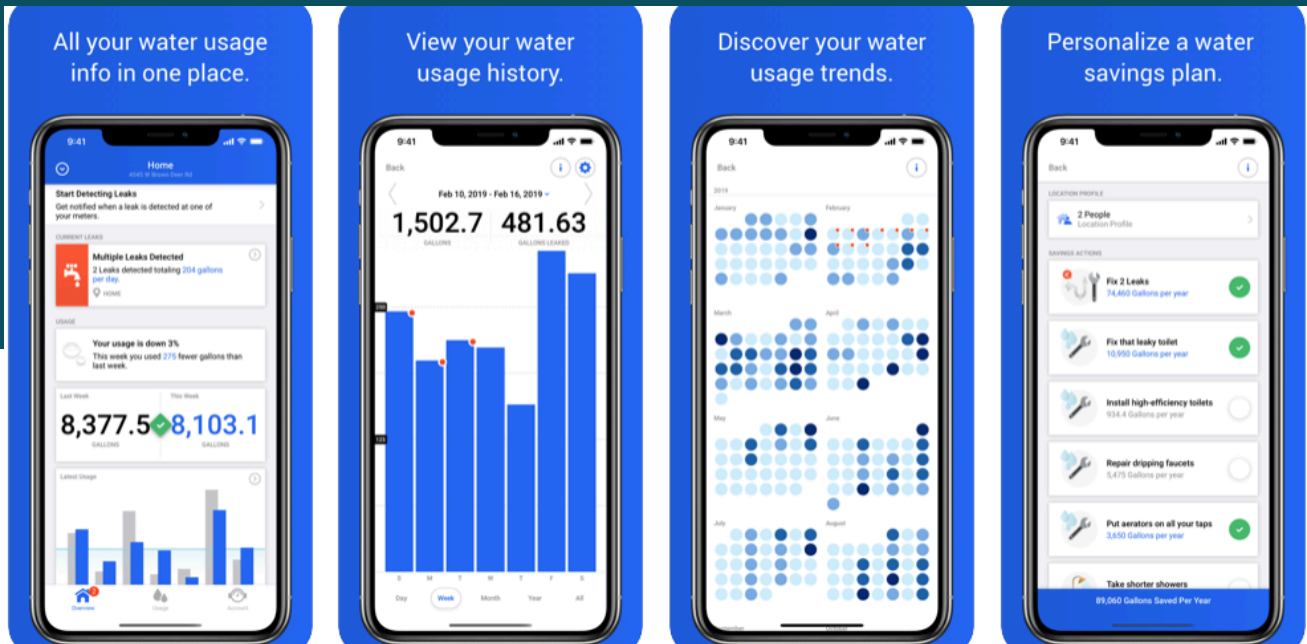 All your water usage
info in one place.
9:41
Home
4545 W Brown Deer Rd
Start Detecting Leaks
Get notified when a leak is detected at one of
your meters.
CURRENT LEAKS
Multiple Leaks Detected
2 Leaks detected totaling 204 gallons
per day.
HOME
USAGE
Your usage is down 3%
This week you used 275 fewer gallons than
last week.
Last Week
This Week
8,377.5
8,103.1
GALLONS
GALLONS
Latest Usage
2
Overview
Usage
Account
View your water
usage history.
9:41
Back
Feb 10, 2019 - Feb 16, 2019
1,502.7
481.63
GALLONS
GALLONS LEAKED
250
125
S M T W T F S
Day Week Month Year All
Discover your water
usage trends.
9:41
Back
2019
January
February
March
April
May
June
July
August
September
October
Personalize a water
savings plan.
9:41
Back
LOCATION PROFILE
2 People
Location Profile
SAVINGS ACTIONS
Fix 2 Leaks
74,460 Gallons per year
Fix that leaky toilet
10,950 Gallons per year
Install high-efficiency toilets
934.4 Gallons per year
Repair dripping faucets
5,475 Gallons per year
Put aerators on all your taps
3,650 Gallons per year
Take shorter showers
89,060 Gallons Saved Per Year